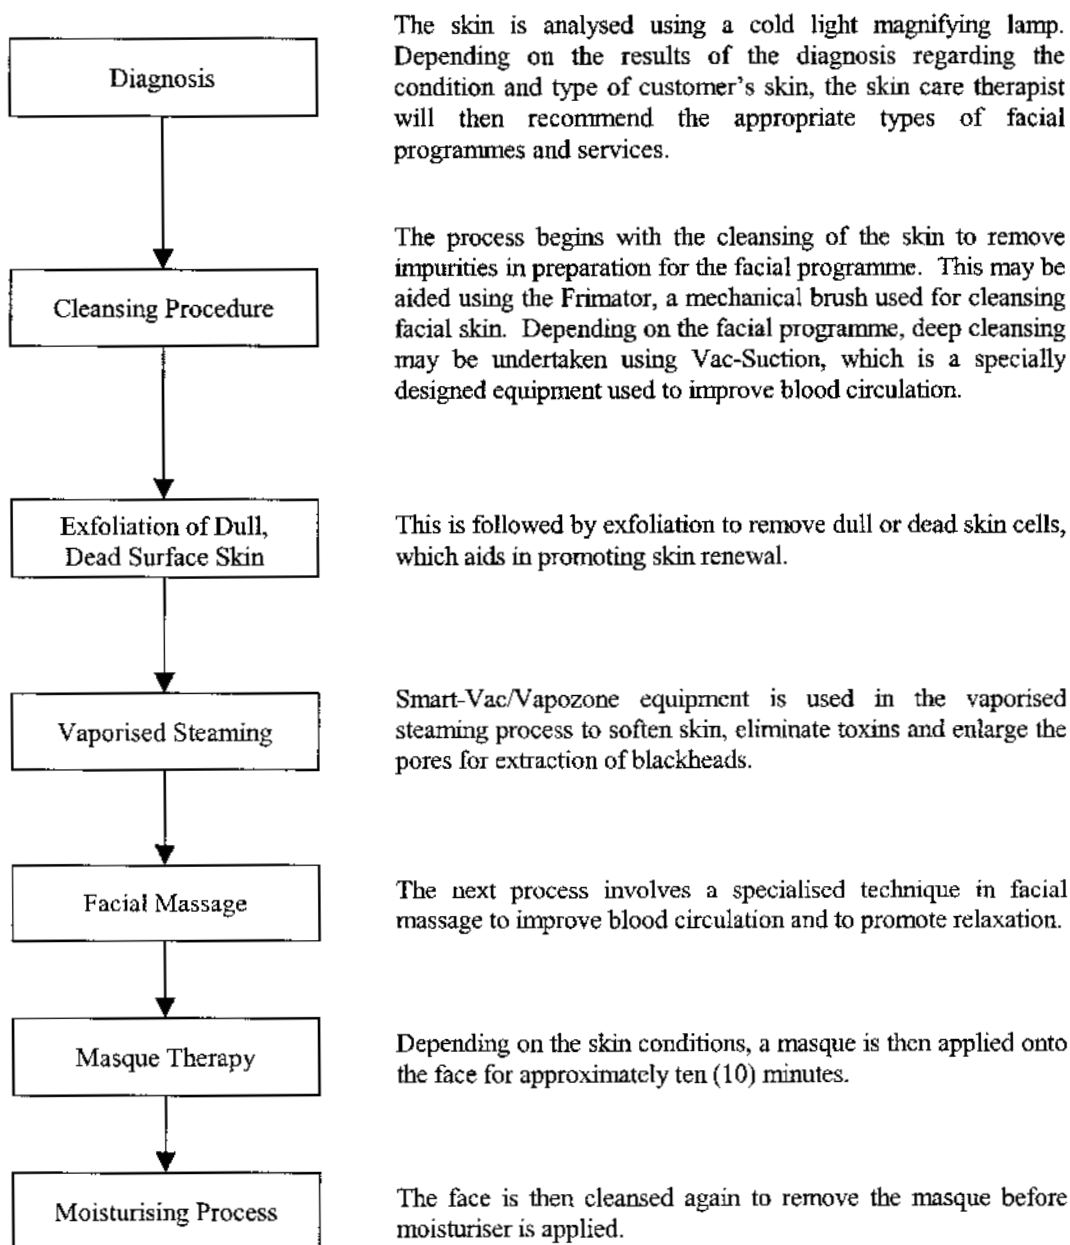 Diagnosis
The skin is analysed using a cold light magnifying lamp.
Depending on the results of the diagnosis regarding the
condition and type of customer's skin, the skin care therapist
will then recommend the appropriate types of facial
programmes and services.
Cleansing Procedure
The process begins with the cleansing of the skin to remove
impurities in preparation for the facial programme. This may be
aided using the Frimator, a mechanical brush used for cleansing
facial skin. Depending on the facial programme, deep cleansing
may be undertaken using Vac-Suction, which is a specially
designed equipment used to improve blood circulation.
Exfoliation of Dull,
Dead Surface Skin
This is followed by exfoliation to remove dull or dead skin cells,
which aids in promoting skin renewal.
Vaporised Steaming
Smart-Vac/Vapozone equipment is used in the vaporised
steaming process to soften skin, eliminate toxins and enlarge the
pores for extraction of blackheads.
Facial Massage
The next process involves a specialised technique in facial
massage to improve blood circulation and to promote relaxation.
Masque Therapy
Depending on the skin conditions, a masque is then applied onto
the face for approximately ten (10) minutes.
Moisturising Process
The face is then cleansed again to remove the masque before
moisturiser is applied.